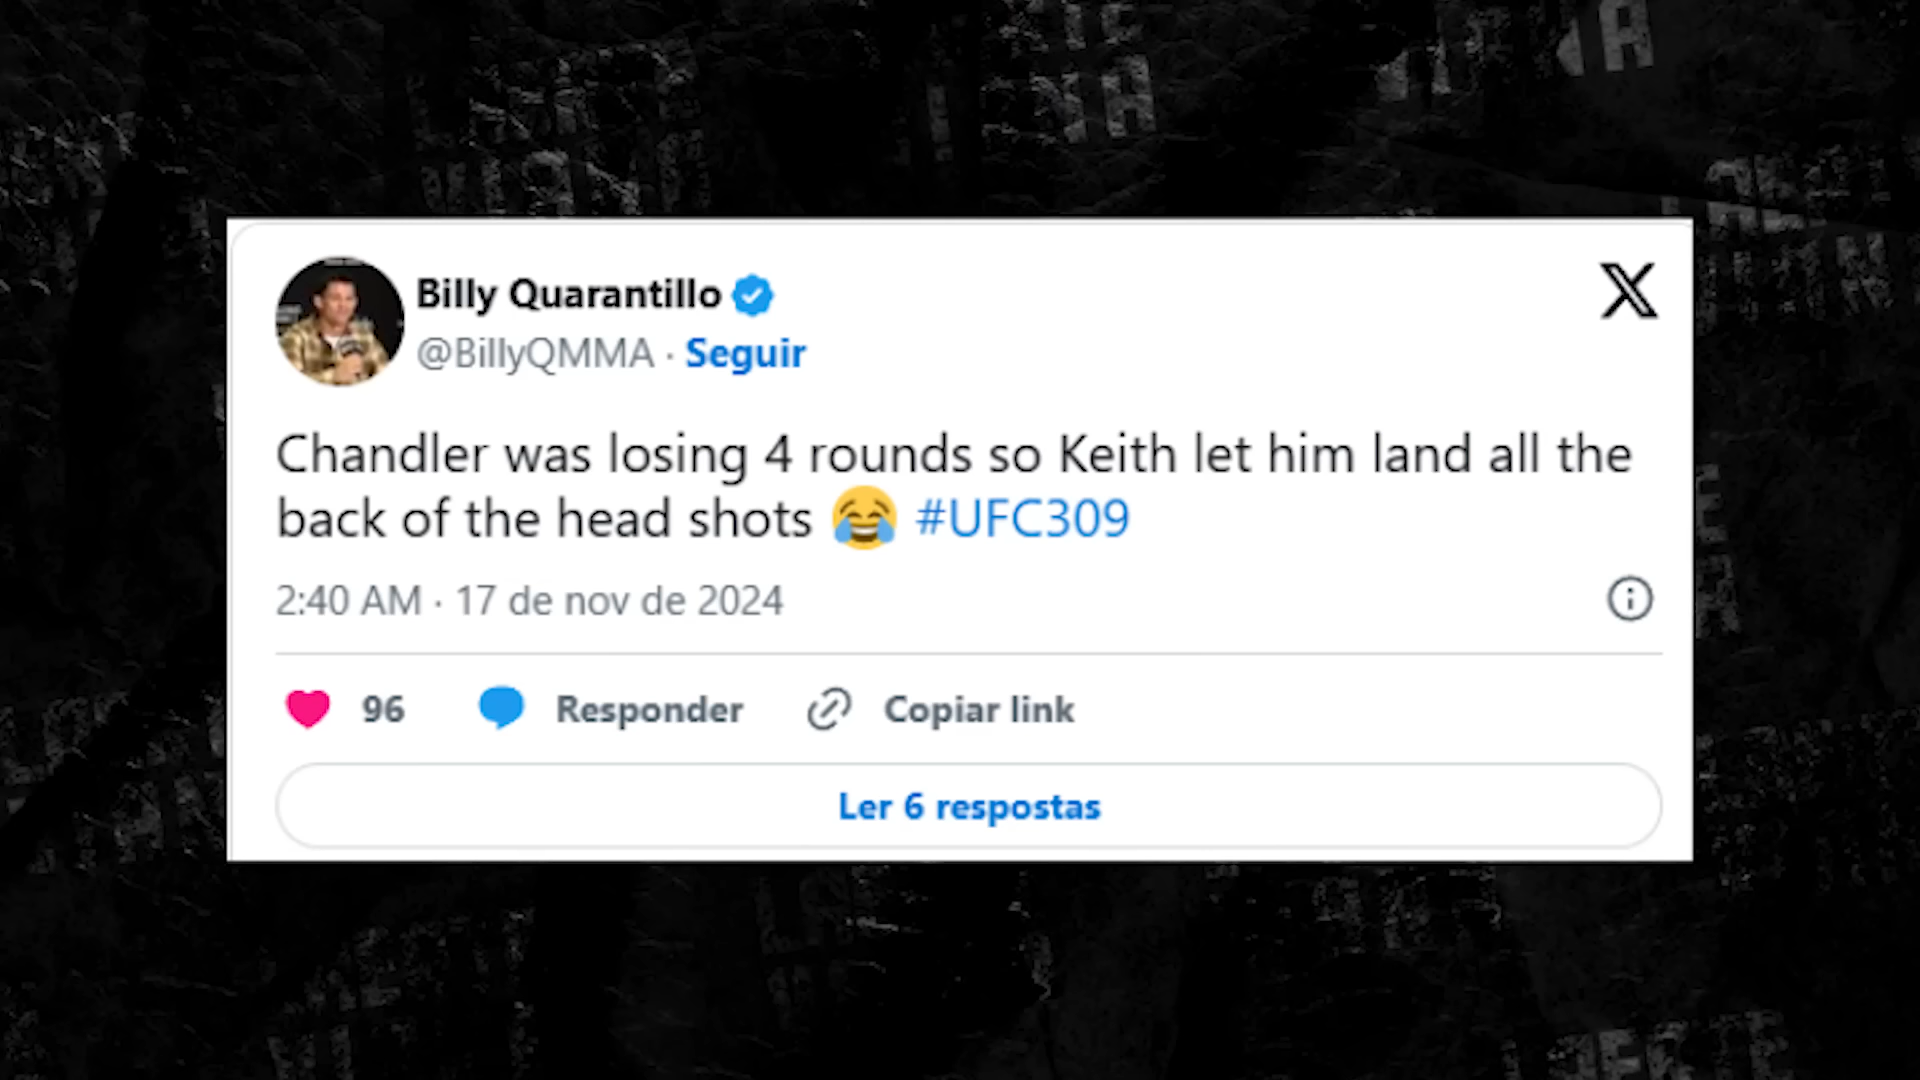 Billy Quarantillo
@BillyQMMA · Seguir
Chandler was losing 4 rounds so Keith let him land all the
back of the head shots 😂 #UFC309
2:40 AM · 17 de nov de 2024
96 Responder Copiar link
Ler 6 respostas